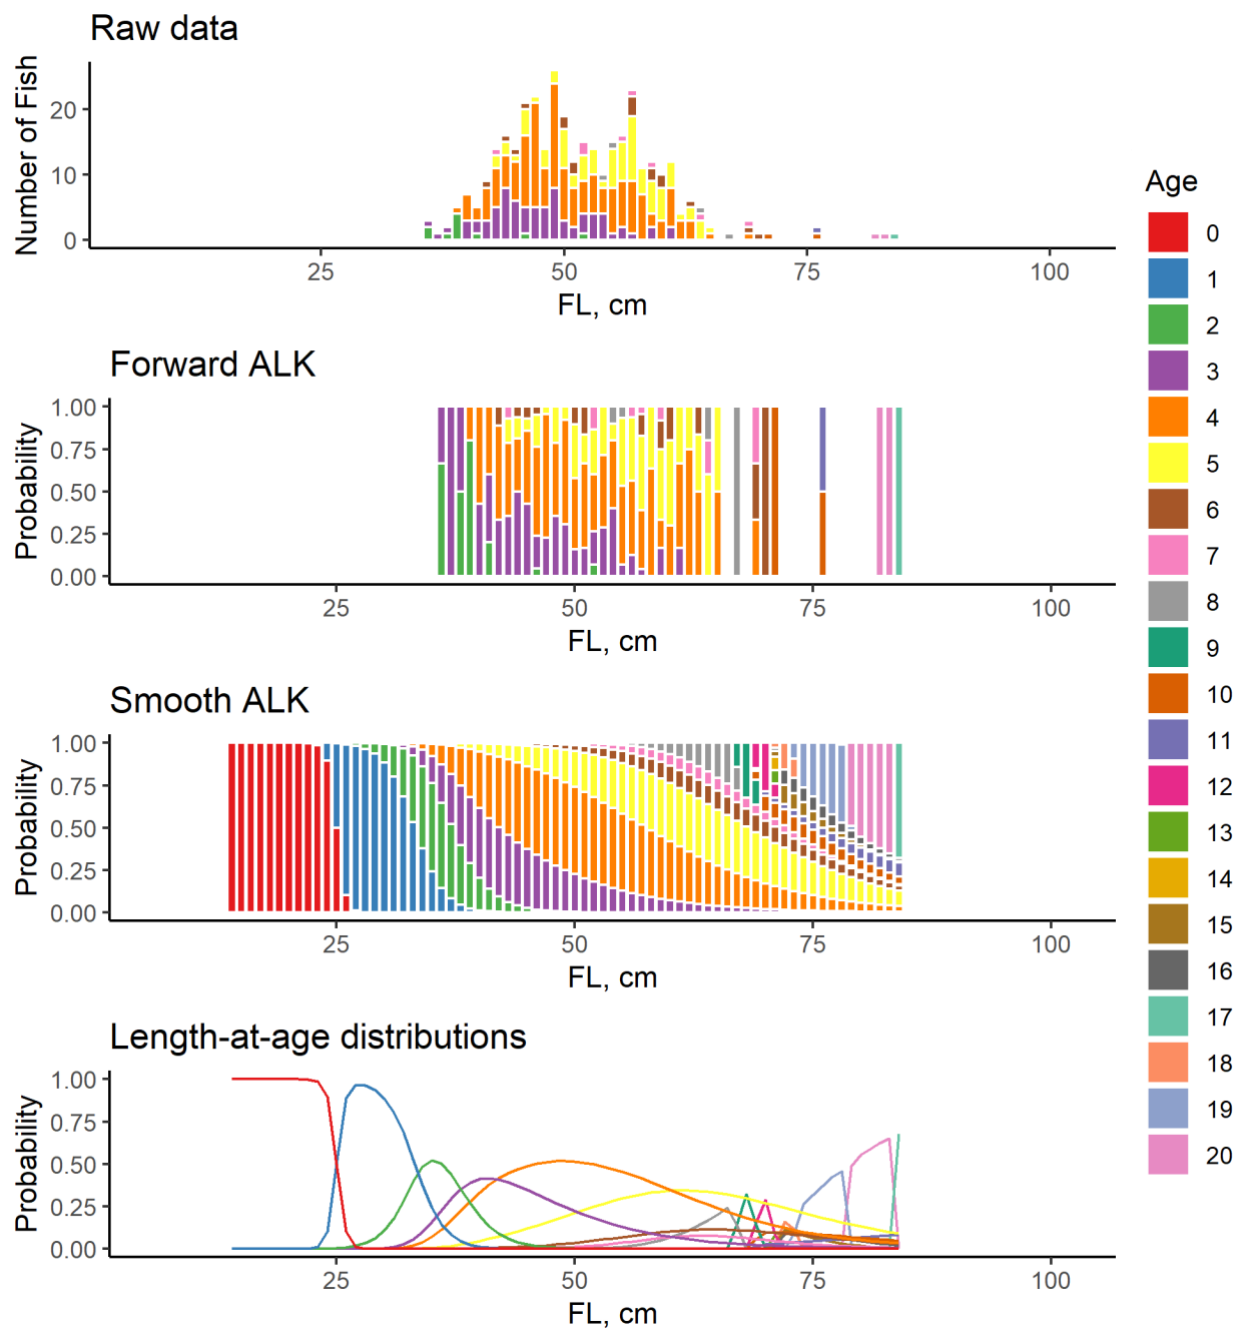 Raw data
Number of Fish
20
10
0
25 50 75 100
FL, cm
Forward ALK
Probability
1.00
0.75
0.50
0.25
0.00
25 50 75 100
FL, cm
Smooth ALK
Probability
1.00
0.75
0.50
0.25
0.00
25 50 75 100
FL, cm
Length-at-age distributions
Probability
1.00
0.75
0.50
0.25
0.00
25 50 75 100
FL, cm
Age
0
1
2
3
4
5
6
7
8
9
10
11
12
13
14
15
16
17
18
19
20